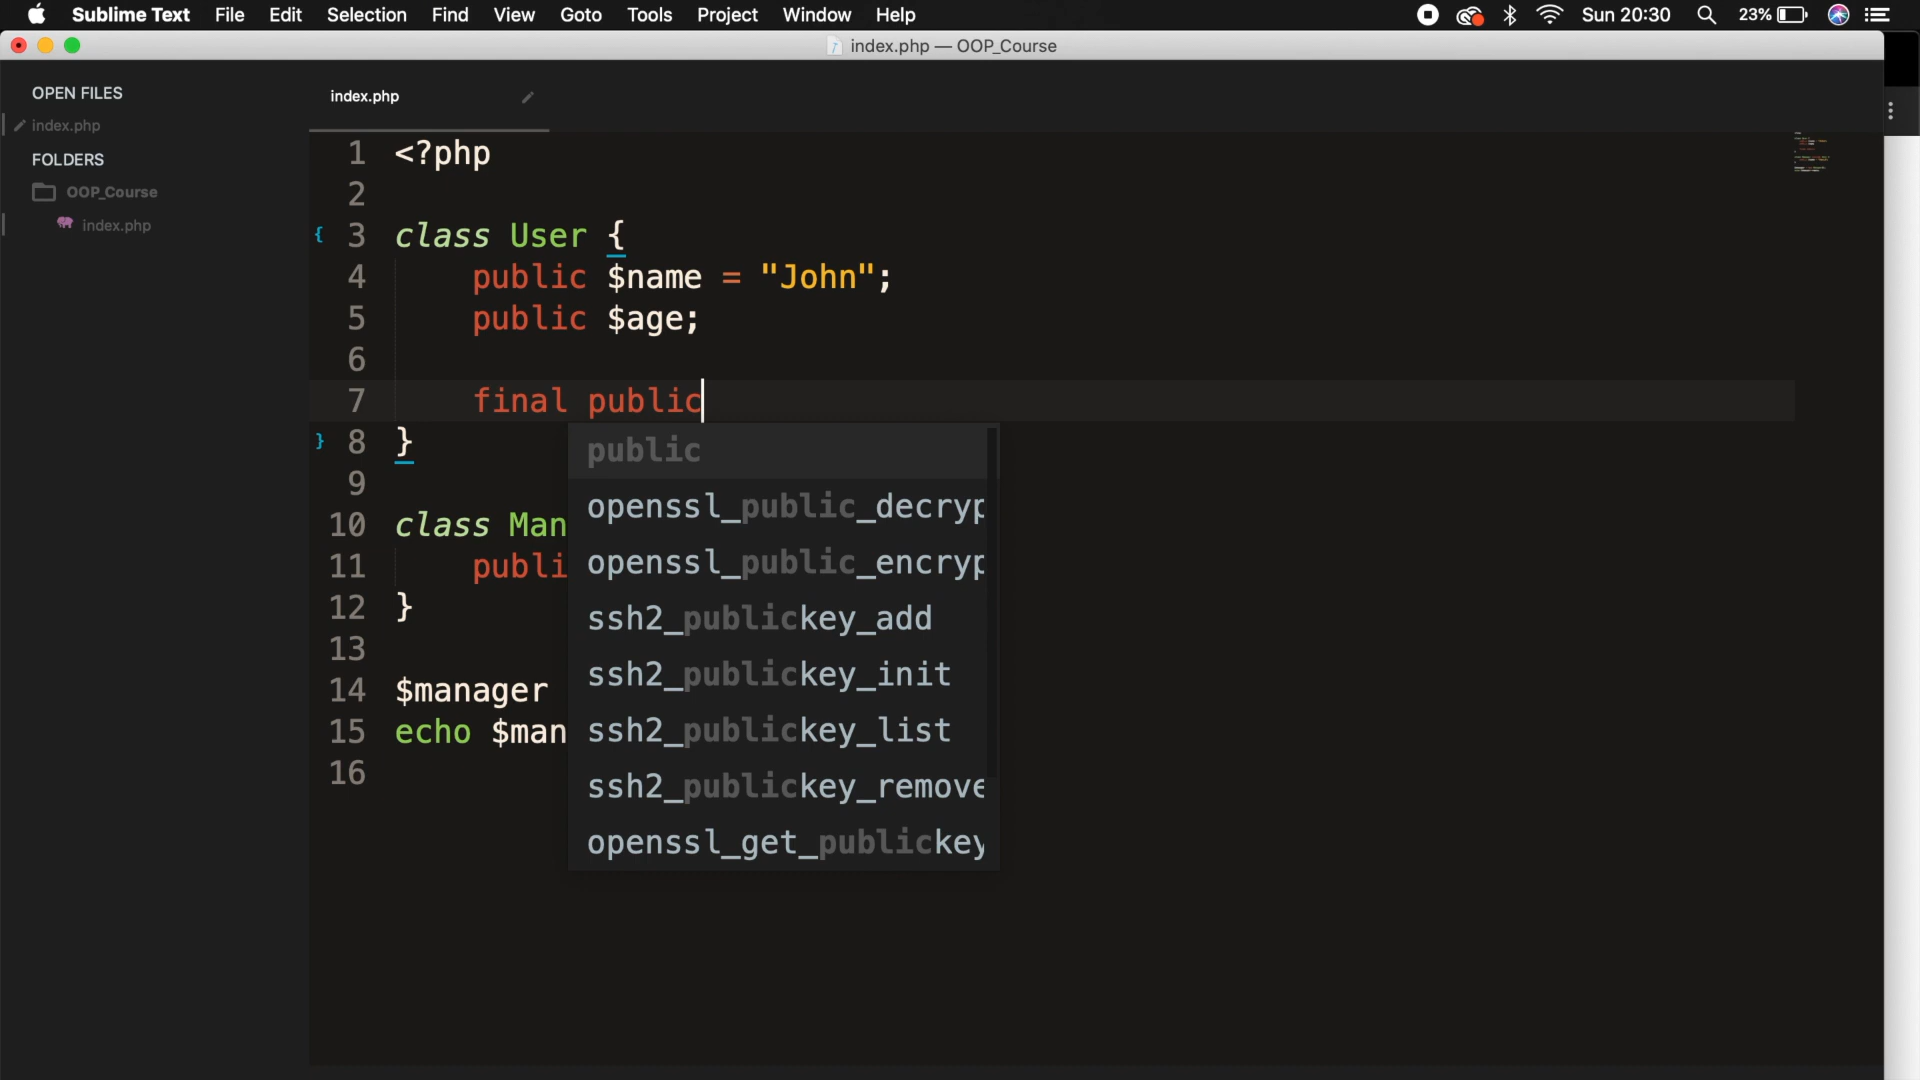 Sublime Text File Edit Selection Find View Goto Tools Project Window Help Sun 20:30 23%
index.php — OOP_Course
OPEN FILES
index.php
FOLDERS
OOP_Course
index.php
index.php
1 <?php
2
{ 3 class User {
4 public $name = "John";
5 public $age;
6
7 final public
} 8 }
9
10 class Man
11 publi
12 }
13
14 $manager
15 echo $man
16
public
openssl_public_decryp
openssl_public_encryp
ssh2_publickey_add
ssh2_publickey_init
ssh2_publickey_list
ssh2_publickey_remove
openssl_get_publickey